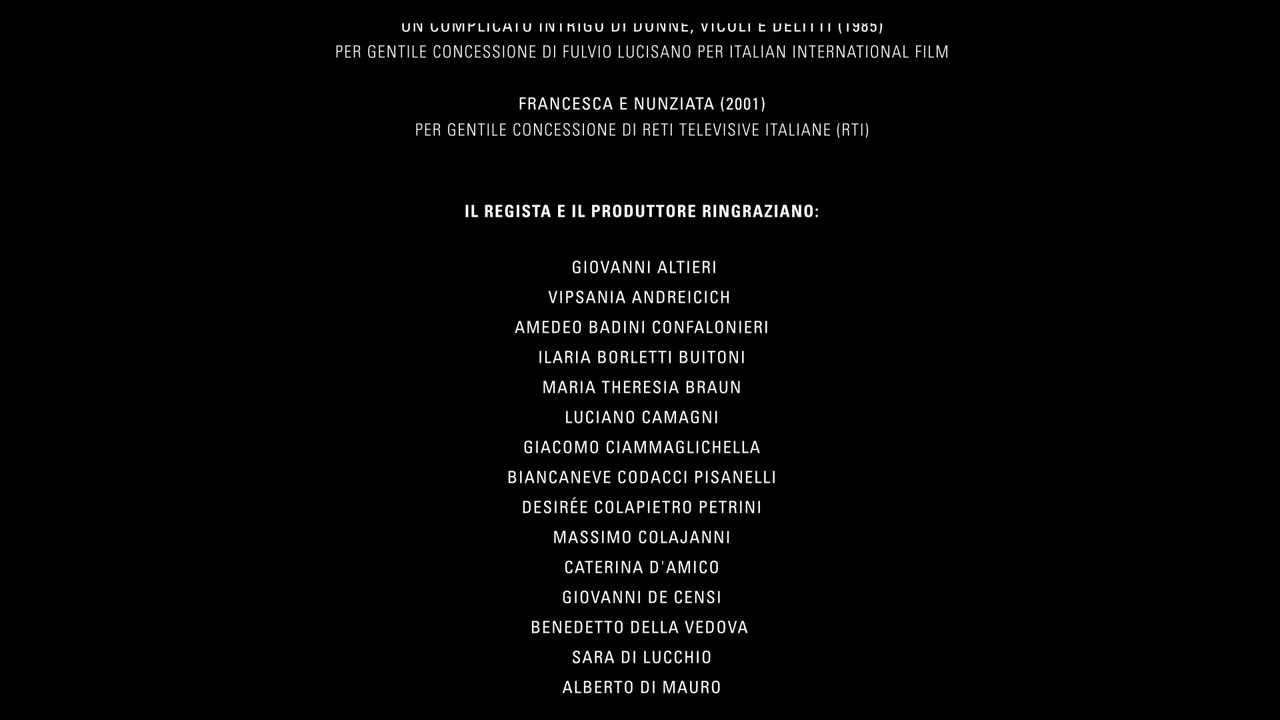 UN COMPLICATO INTRIGO DI DONNE, VICOLI E DELITTI (1985)
PER GENTILE CONCESSIONE DI FULVIO LUCISANO PER ITALIAN INTERNATIONAL FILM
FRANCESCA E NUNZIATA (2001)
PER GENTILE CONCESSIONE DI RETI TELEVISIVE ITALIANE (RTI)
IL REGISTA E IL PRODUTTORE RINGRAZIANO:
GIOVANNI ALTIERI
VIPSANIA ANDREICICH
AMEDEO BADINI CONFALONIERI
ILARIA BORLETTI BUITONI
MARIA THERESIA BRAUN
LUCIANO CAMAGNI
GIACOMO CIAMMAGLICHELLA
BIANCANEVE CODACCI PISANELLI
DESIRÉE COLAPIETRO PETRINI
MASSIMO COLAJANNI
CATERINA D'AMICO
GIOVANNI DE CENSI
BENEDETTO DELLA VEDOVA
SARA DI LUCCHIO
ALBERTO DI MAURO